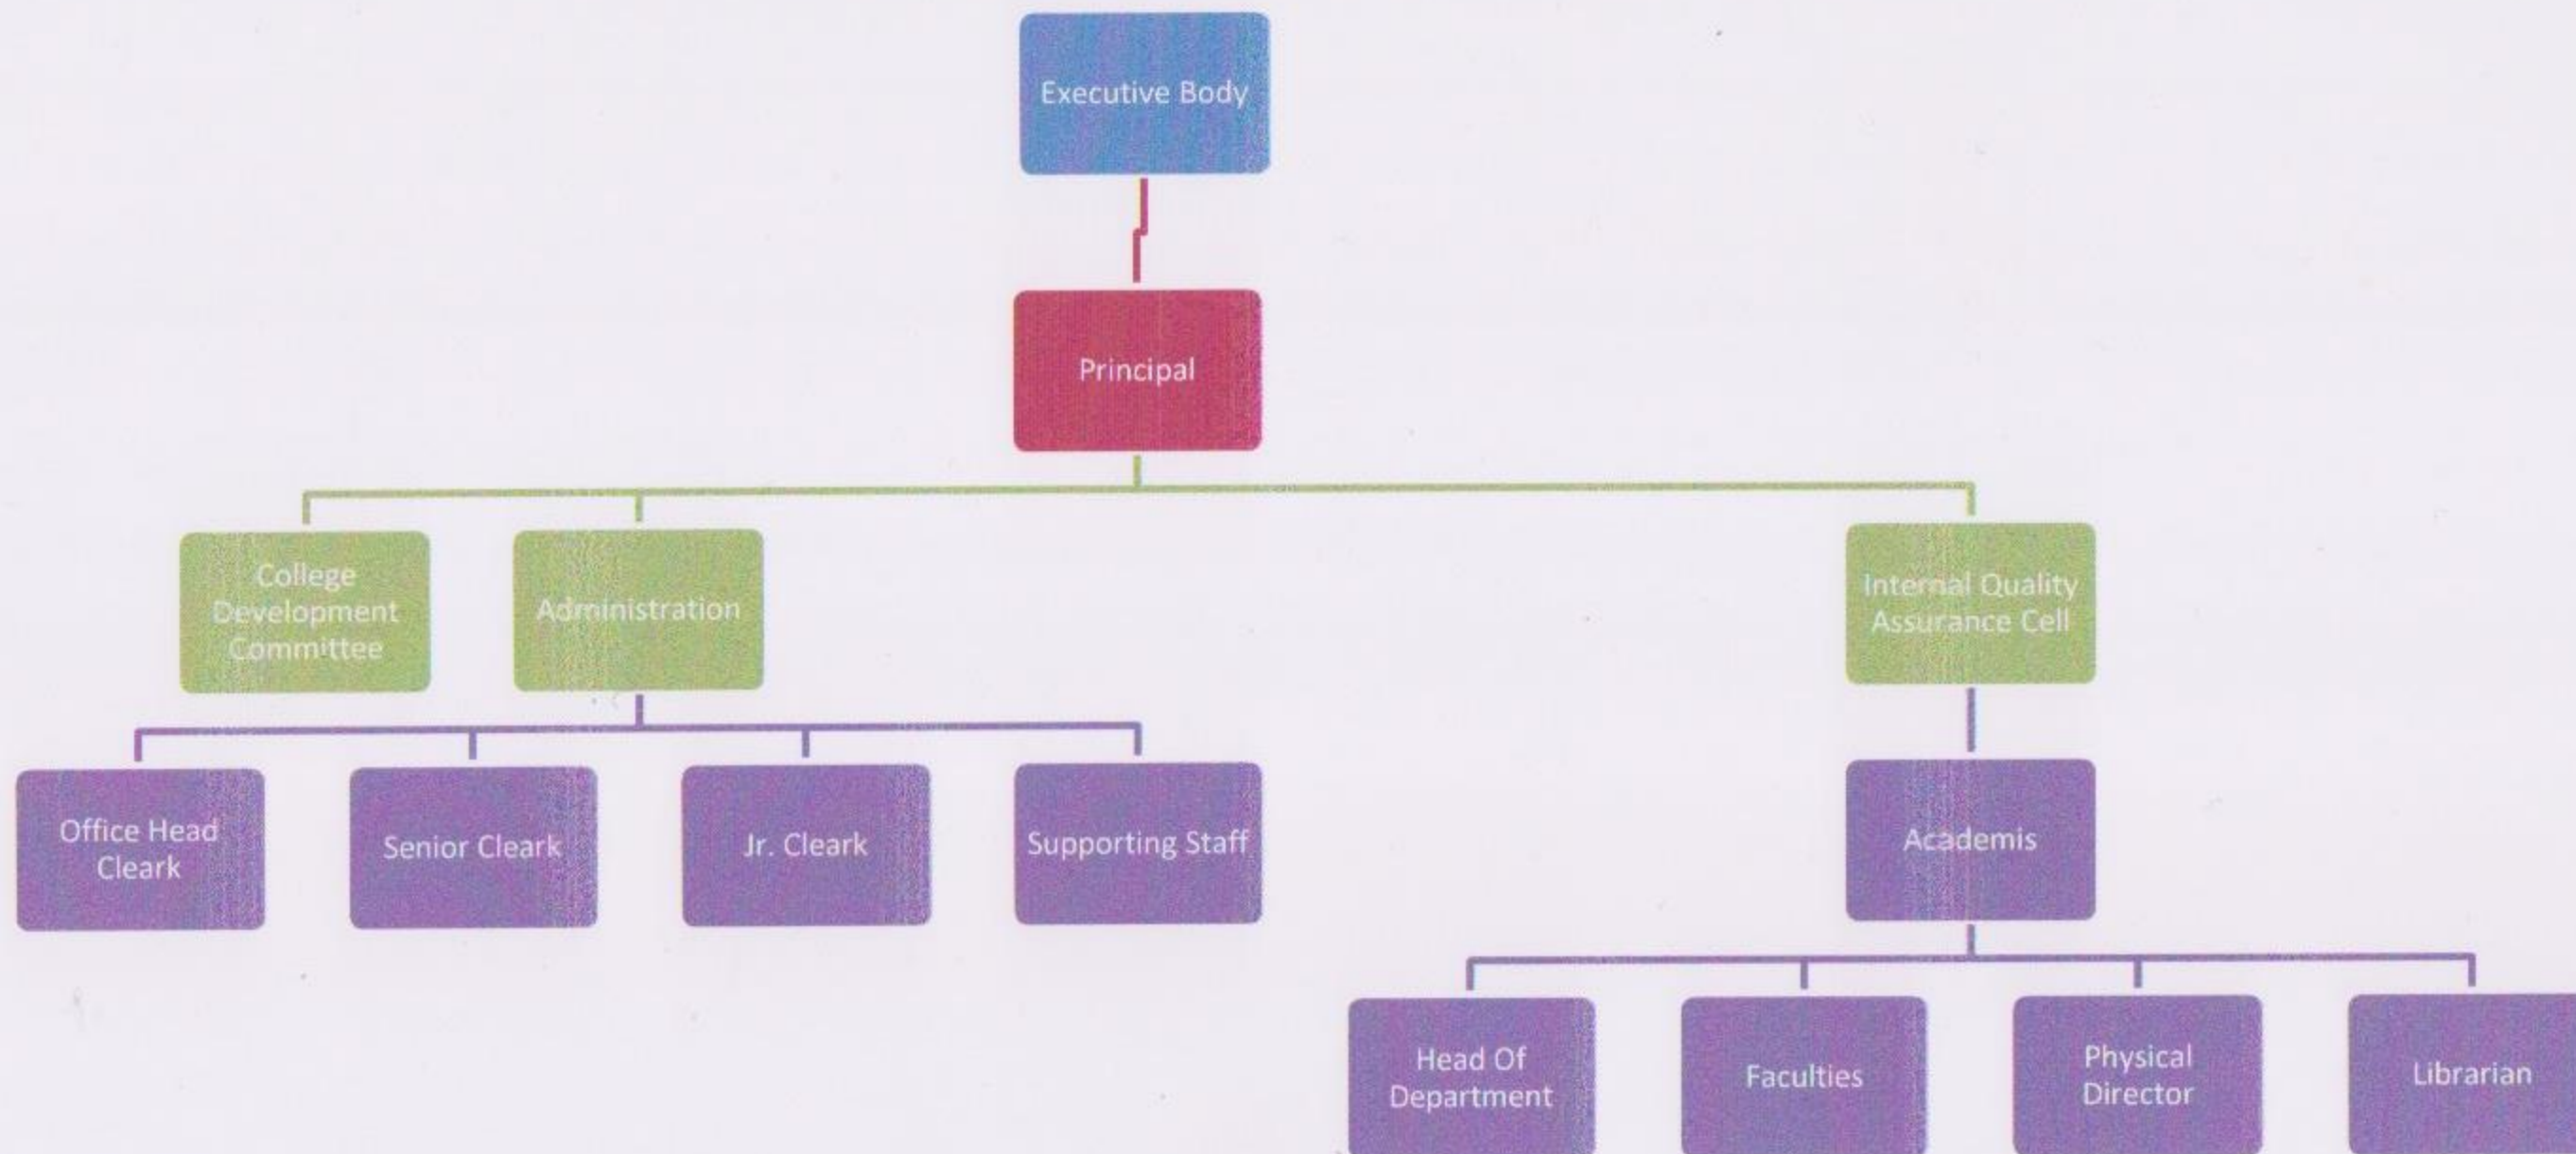 Executive Body
Principal
College
Development
Committee
Administration
Internal Quality
Assurance Cell
Office Head
Cleark
Senior Cleark
Jr. Cleark
Supporting Staff
Academis
Head Of
Department
Faculties
Physical
Director
Librarian